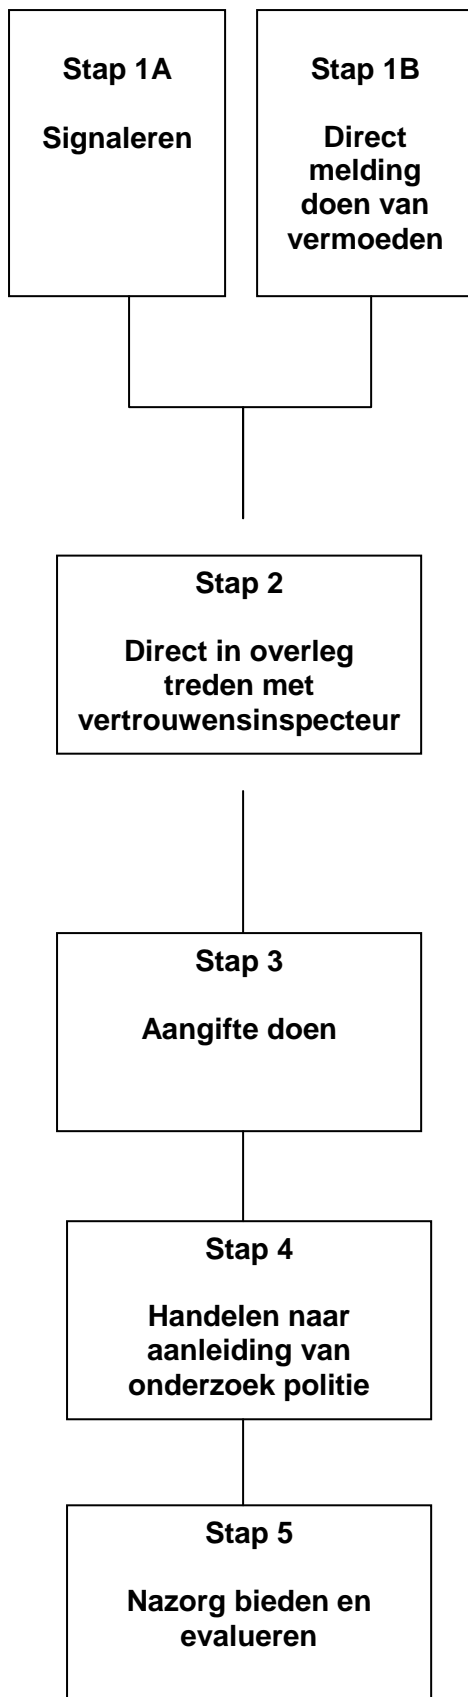 Stap 1A
Signaleren
Stap 1B
Direct
melding
doen van
vermoeden
Stap 2
Direct in overleg
treden met
vertrouwensinspecteur
Stap 3
Aangifte doen
Stap 4
Handelen naar
aanleiding van
onderzoek politie
Stap 5
Nazorg bieden en
evalueren